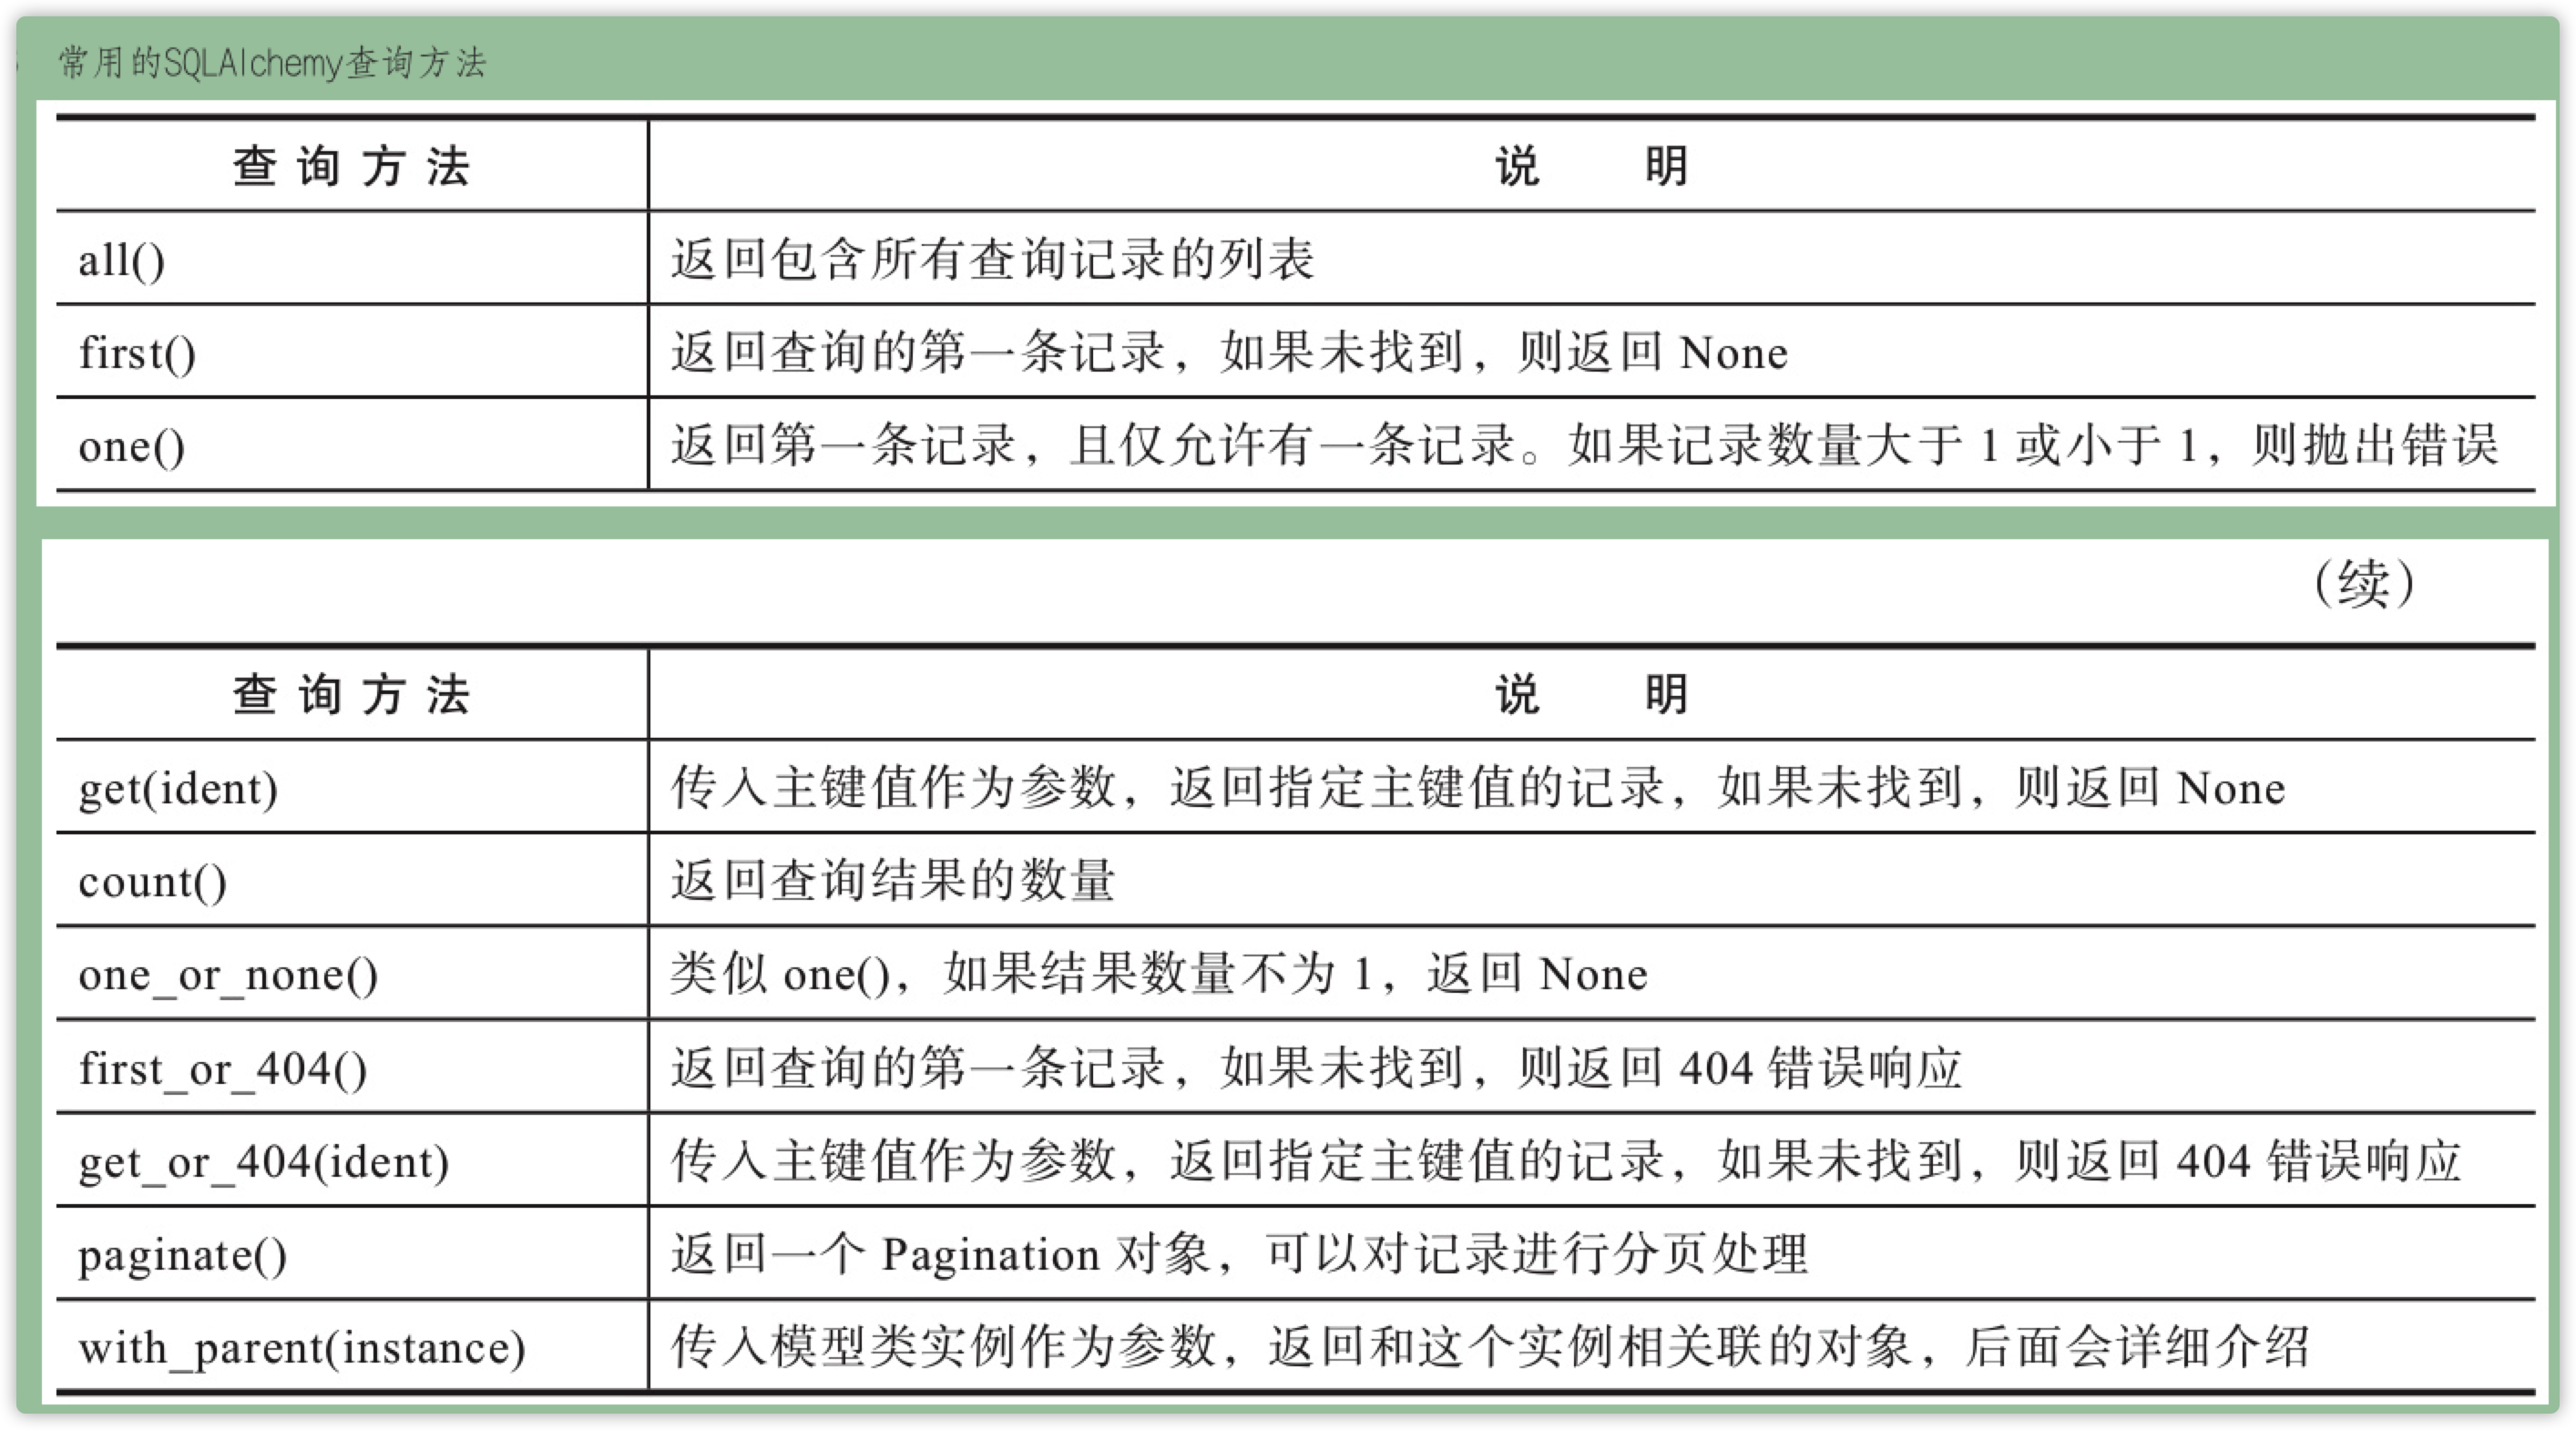 常用的SQLAlchemy查询方法
查询方法 说明
all() 返回包含所有查询记录的列表
first() 返回查询的第一条记录，如果未找到，则返回 None
one() 返回第一条记录，且仅允许有一条记录。如果记录数量大于 1 或小于 1，则抛出错误
（续）
查询方法 说明
get(ident) 传入主键值作为参数，返回指定主键值的记录，如果未找到，则返回 None
count() 返回查询结果的数量
one_or_none() 类似 one()，如果结果数量不为 1，返回 None
first_or_404() 返回查询的第一条记录，如果未找到，则返回 404 错误响应
get_or_404(ident) 传入主键值作为参数，返回指定主键值的记录，如果未找到，则返回 404 错误响应
paginate() 返回一个 Pagination 对象，可以对记录进行分页处理
with_parent(instance) 传入模型类实例作为参数，返回和这个实例相关联的对象，后面会详细介绍